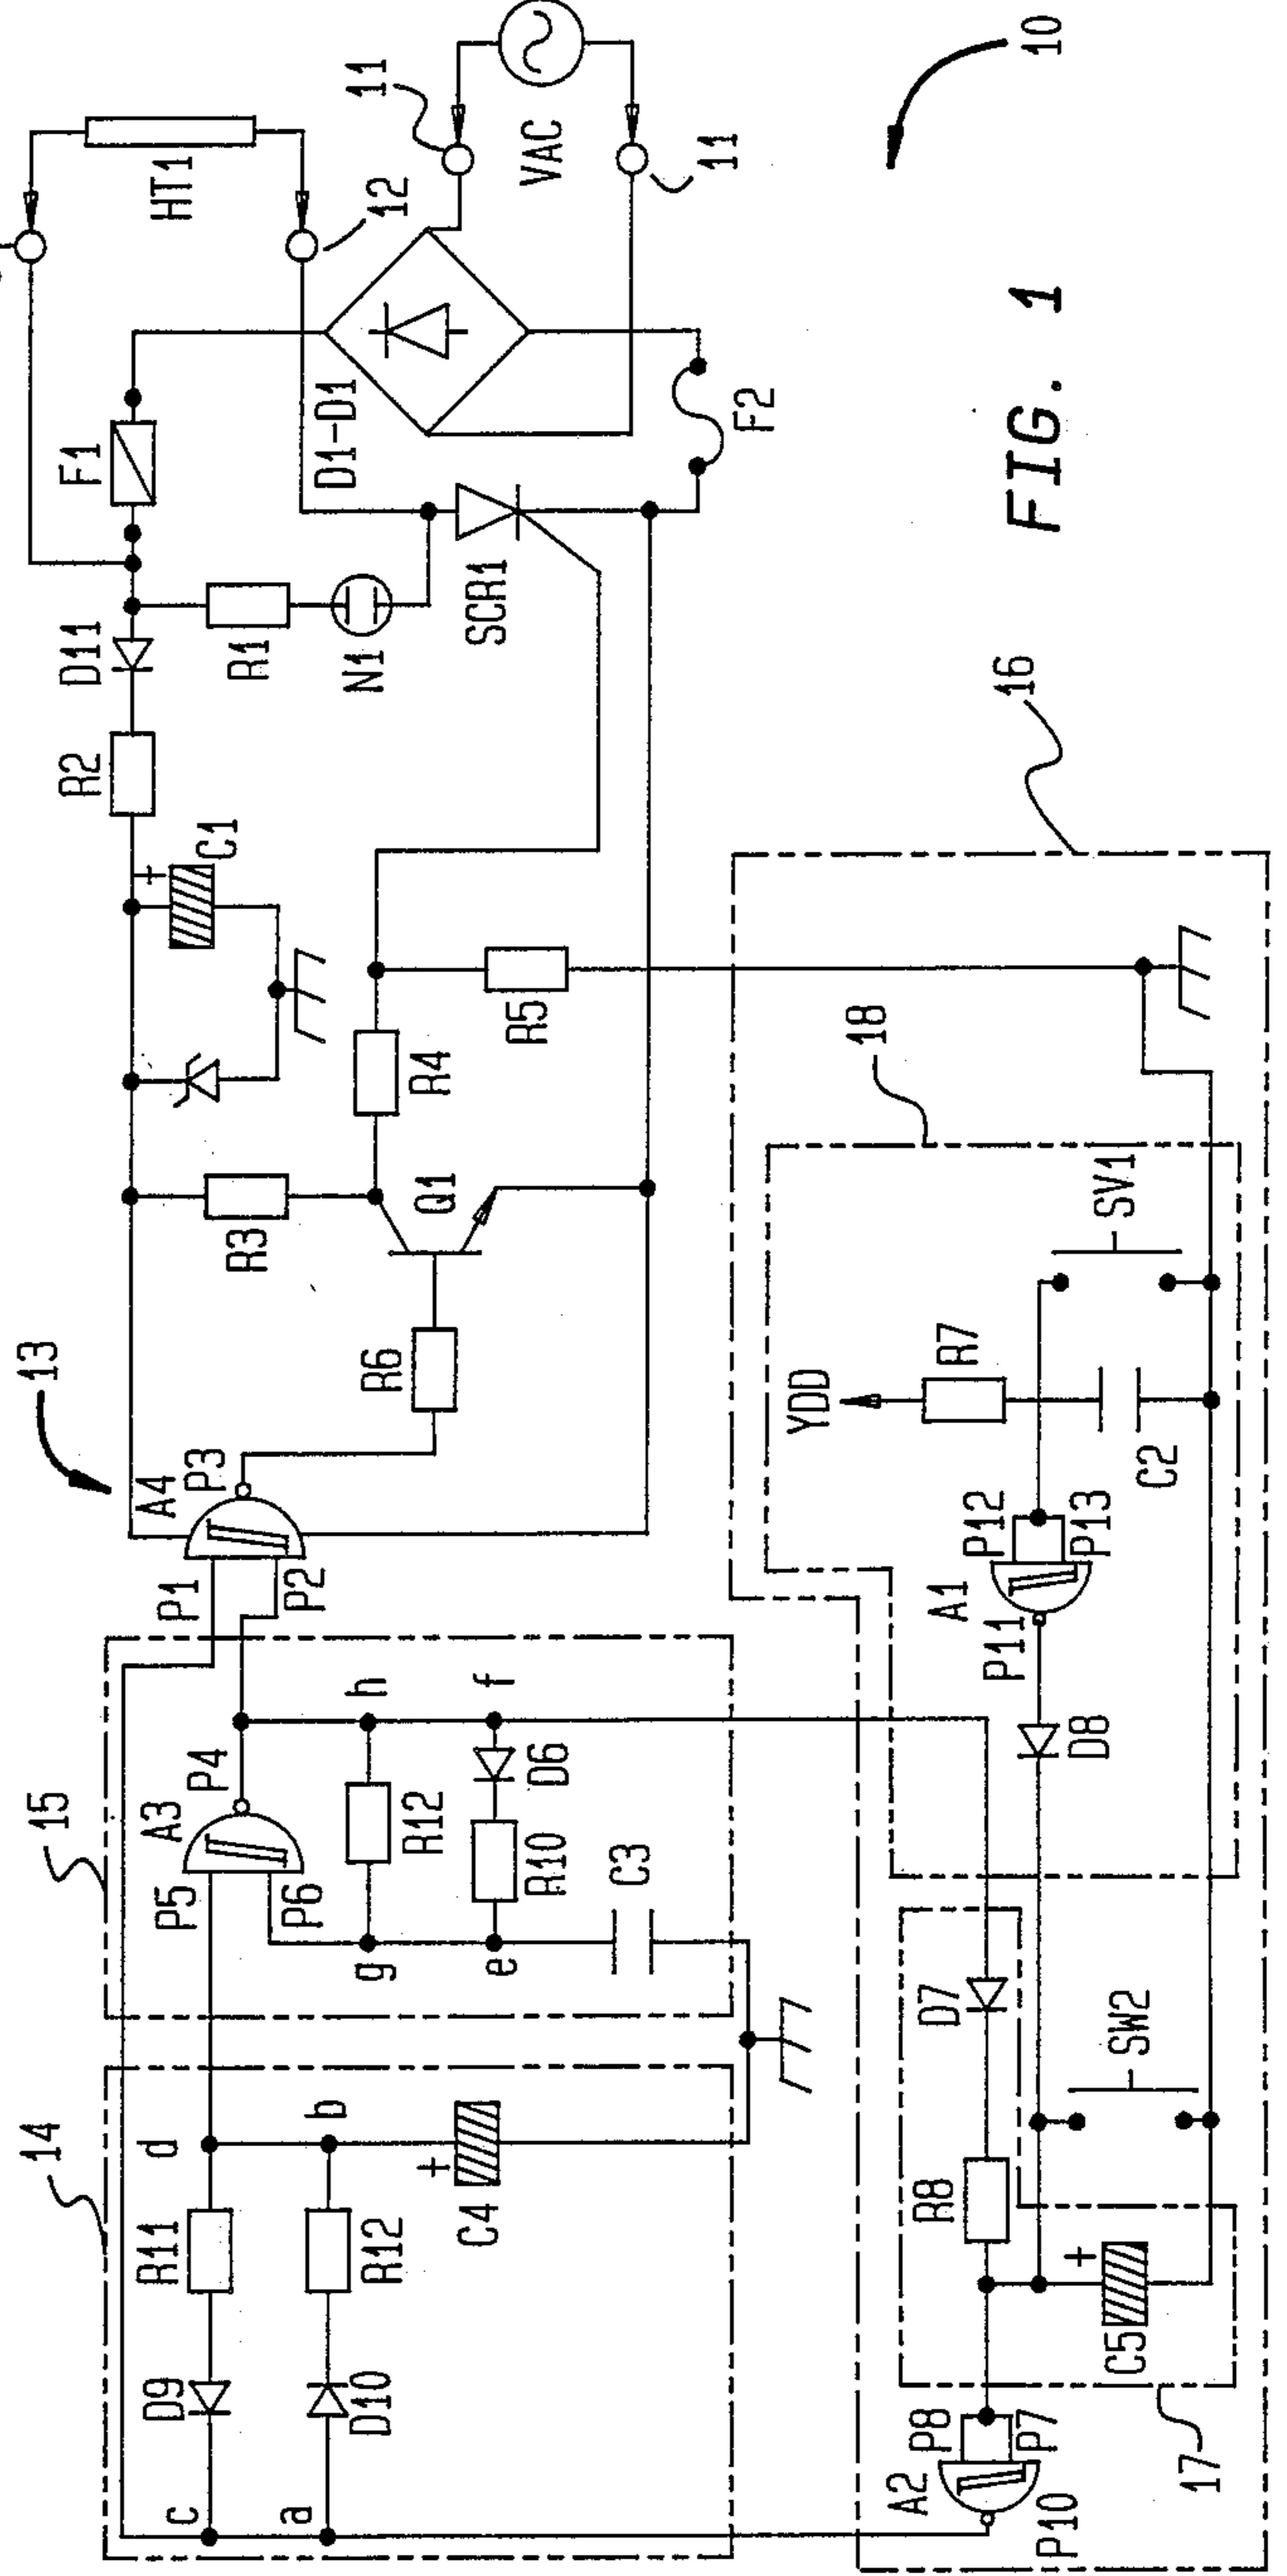 10
FIG. 1
HT1
12
11
VAC
11
F1
D1-D1
F2
D11
R1
N1
SCR1
R2
C1
+
R4
R5
R3
Q1
R6
13
A4
P3
P1
P2
15
A3
P4
P5
P6
h
f
g
e
R12
D6
R10
C3
14
d
b
+
C4
R11
R12
D9
D10
c
a
16
18
SV1
YDD
R7
C2
P12
P13
A1
P11
D8
D7
SW2
R8
+
C5
17
A2
P8
P7
P10